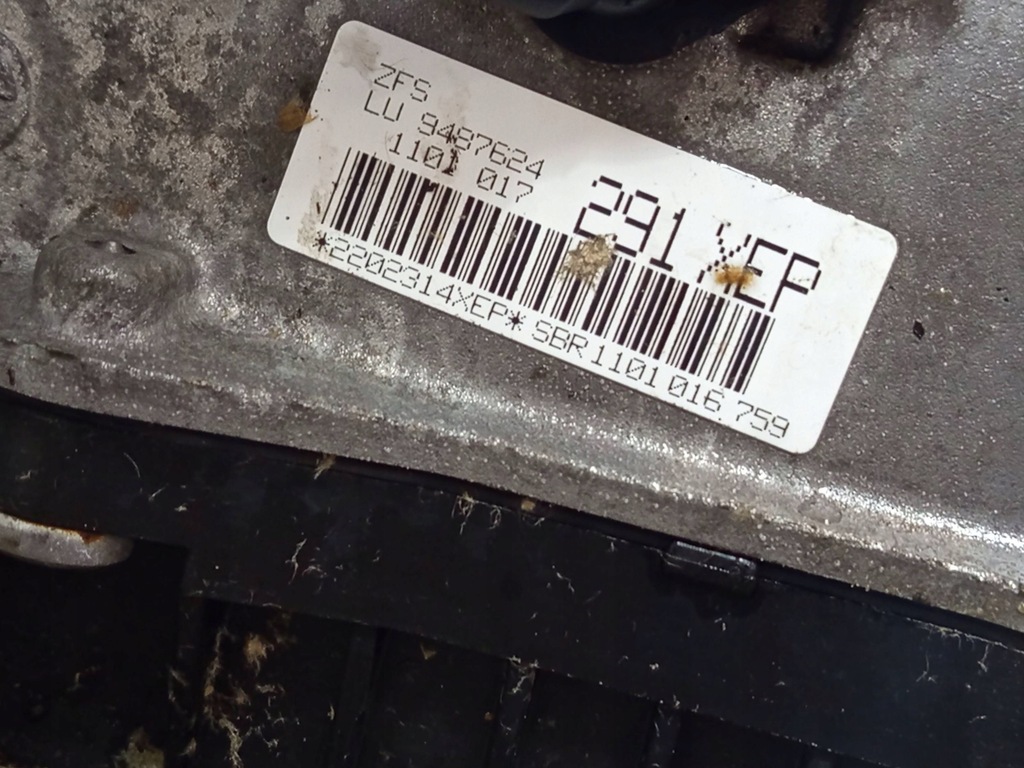 ZFS
LU 9487624
1101 017
291 XEP
*2202314XEP* SBR 1101 016 759